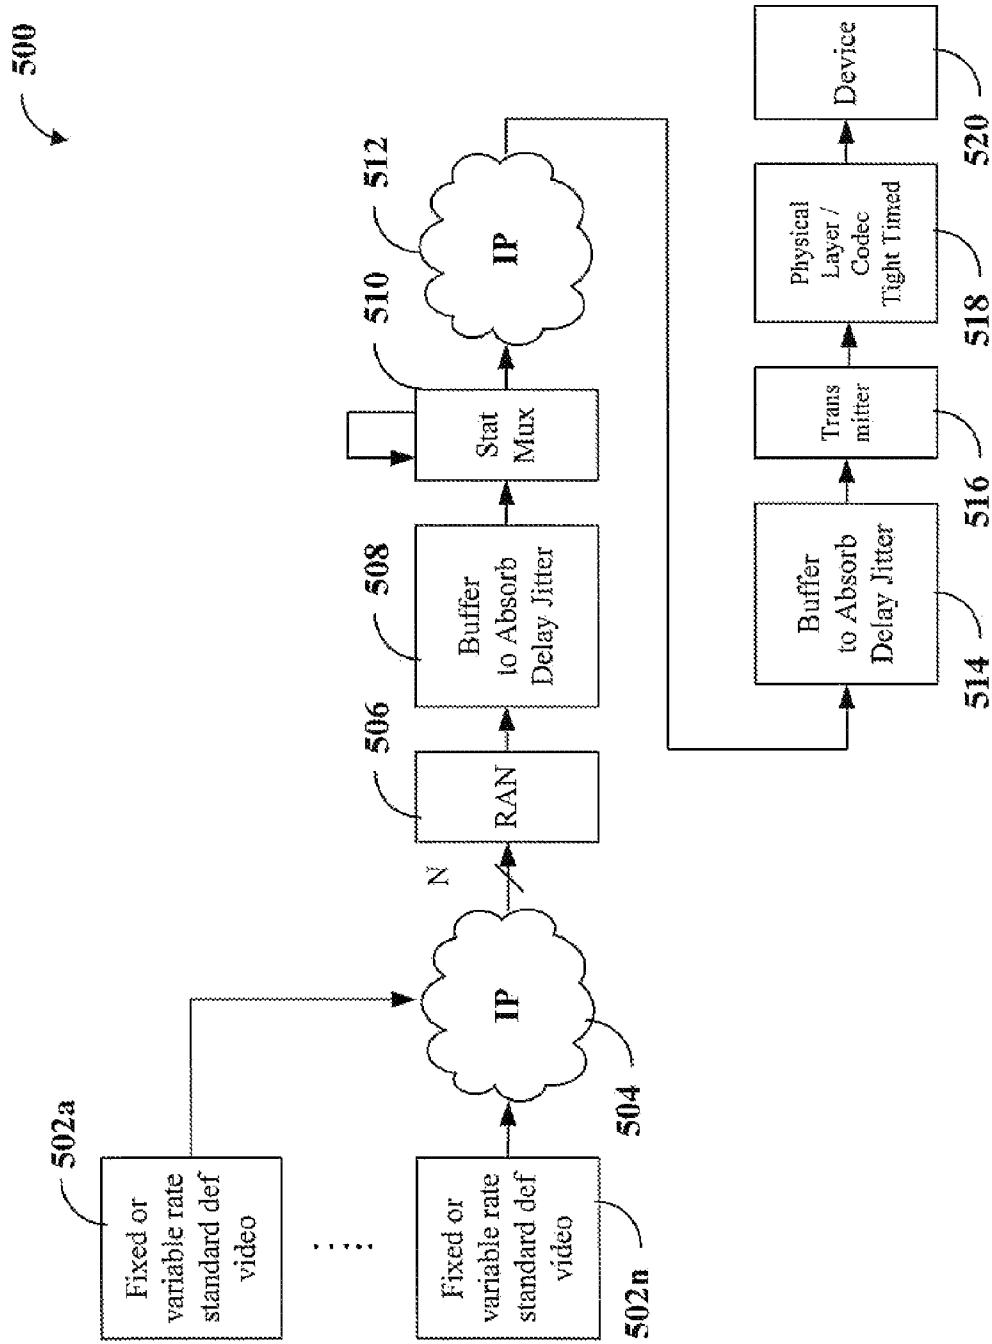 500
502a
Fixed or
variable rate
standard def
video
.....
Fixed or
variable rate
standard def
video
502n
IP
504
N
RAN
506
Buffer
to Absorb
Delay Jitter
508
Stat
Mux
510
IP
512
Buffer
to Absorb
Delay Jitter
514
Trans
mitter
516
Physical
Layer /
Codec
Tight Timed
518
Device
520